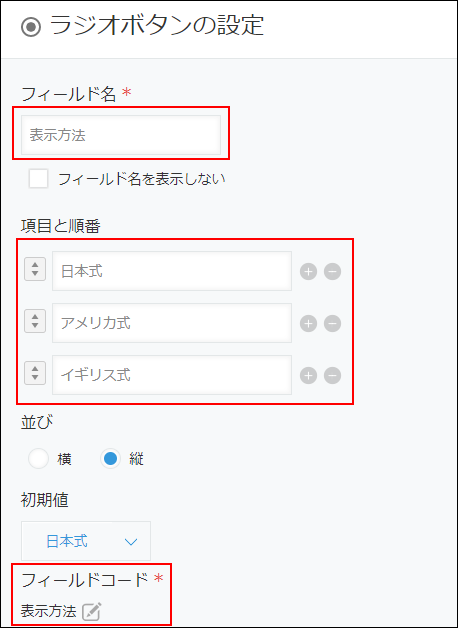 ラジオボタンの設定
フィールド名 *
表示方法
フィールド名を表示しない
項目と順番
日本式
アメリカ式
イギリス式
並び
横 縦
初期値
日本式
フィールドコード *
表示方法